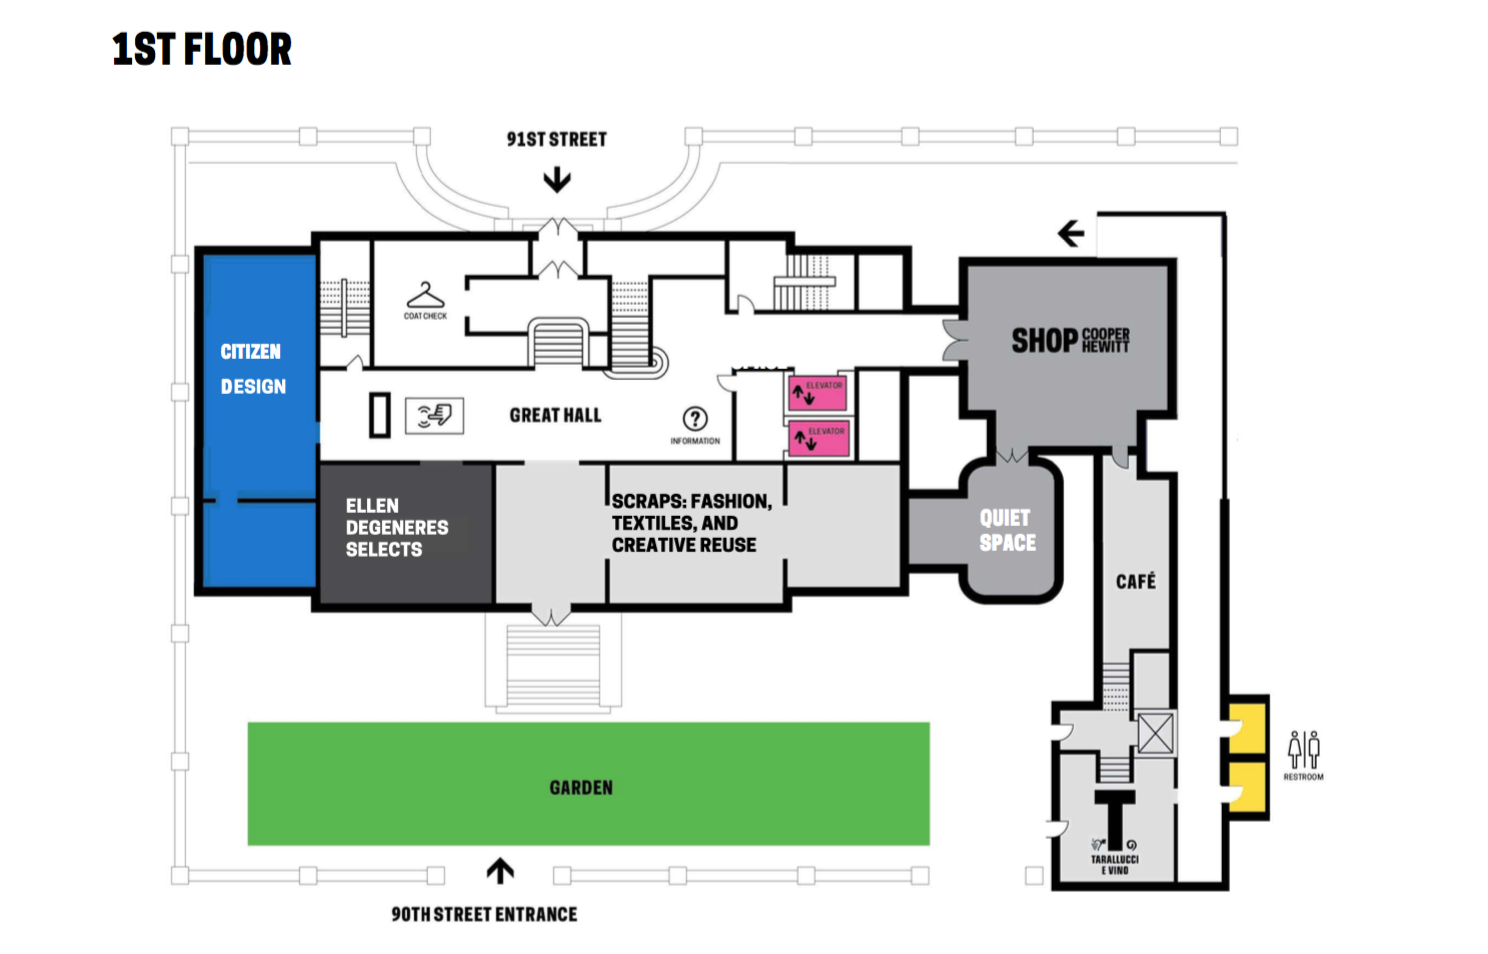 1ST FLOOR
91ST STREET
COAT CHECK
CITIZEN
DESIGN
SHOP COOPER
HEWITT
ELEVATOR
GREAT HALL
?
INFORMATION
ELEVATOR
ELLEN
DEGENERES
SELECTS
SCRAPS: FASHION,
TEXTILES, AND
CREATIVE REUSE
QUIET
SPACE
CAFÉ
RESTROOM
GARDEN
T
TARALLUCCI
E VINO
90TH STREET ENTRANCE